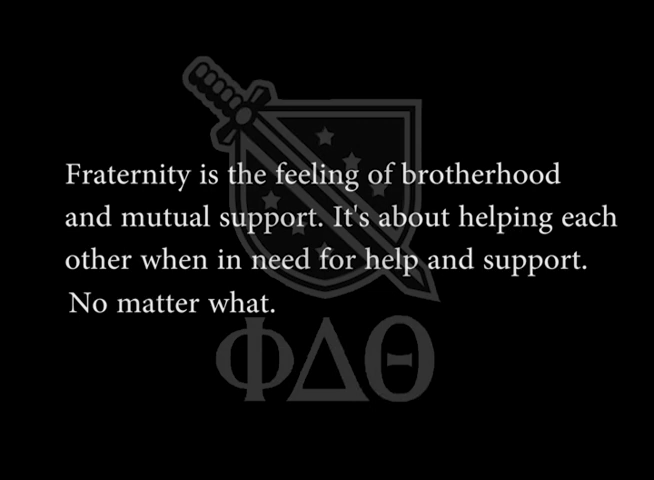 Fraternity is the feeling of brotherhood
and mutual support. It's about helping each
other when in need for help and support.
No matter what.
ΦΔΘ